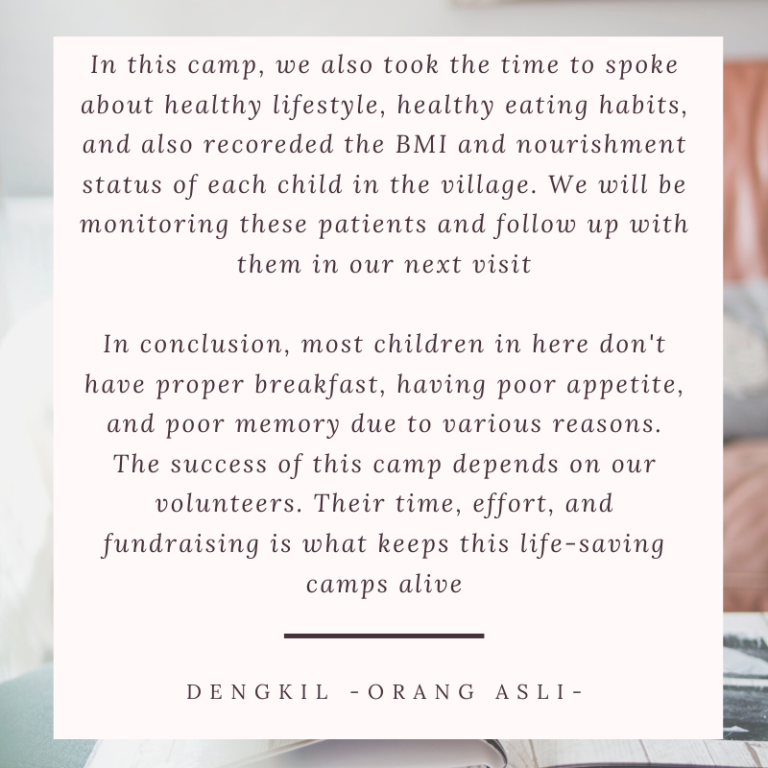 In this camp, we also took the time to spoke
about healthy lifestyle, healthy eating habits,
and also recoreded the BMI and nourishment
status of each child in the village. We will be
monitoring these patients and follow up with
them in our next visit
In conclusion, most children in here don't
have proper breakfast, having poor appetite,
and poor memory due to various reasons.
The success of this camp depends on our
volunteers. Their time, effort, and
fundraising is what keeps this life-saving
camps alive
DENGKIL -ORANG ASLI-